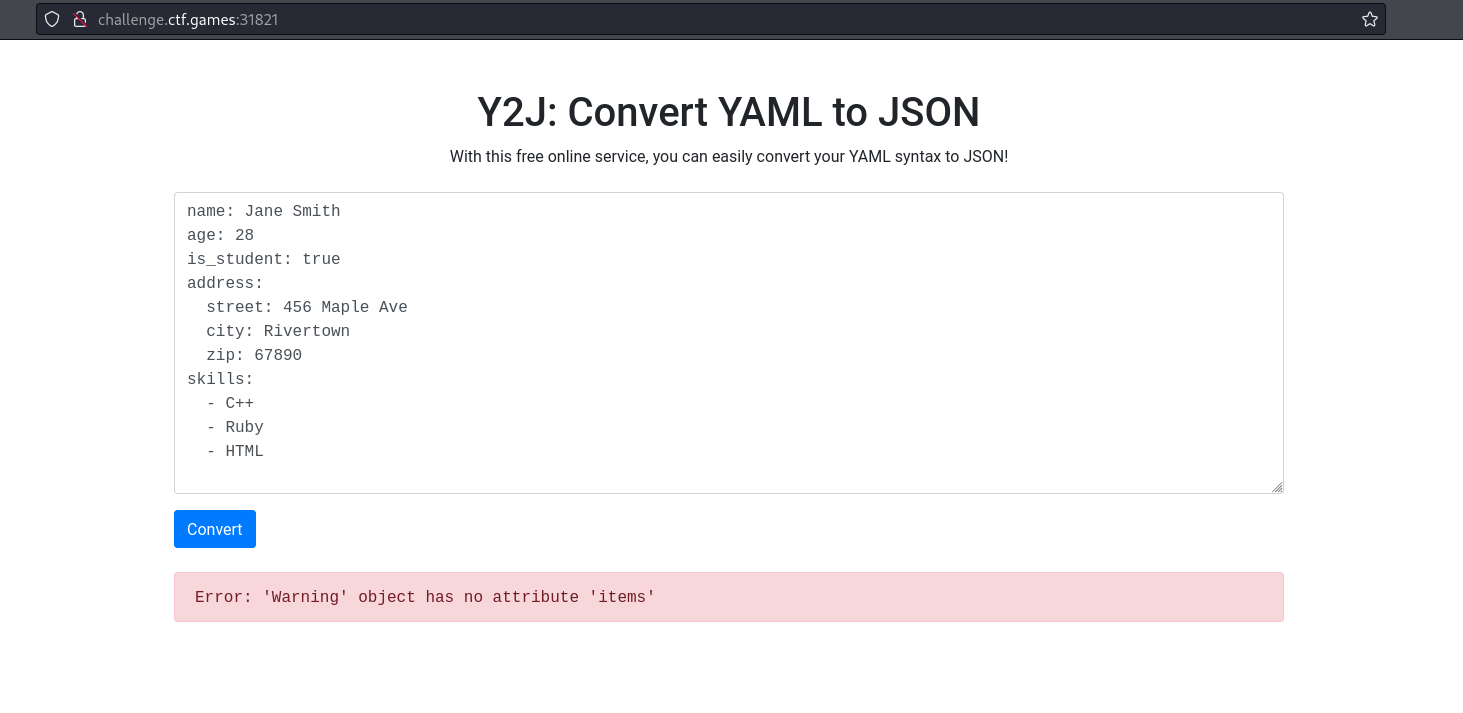 challenge.ctf.games:31821
Y2J: Convert YAML to JSON
With this free online service, you can easily convert your YAML syntax to JSON!
name: Jane Smith
age: 28
is_student: true
address:
  street: 456 Maple Ave
  city: Rivertown
  zip: 67890
skills:
  - C++
  - Ruby
  - HTML
Convert
Error: 'Warning' object has no attribute 'items'